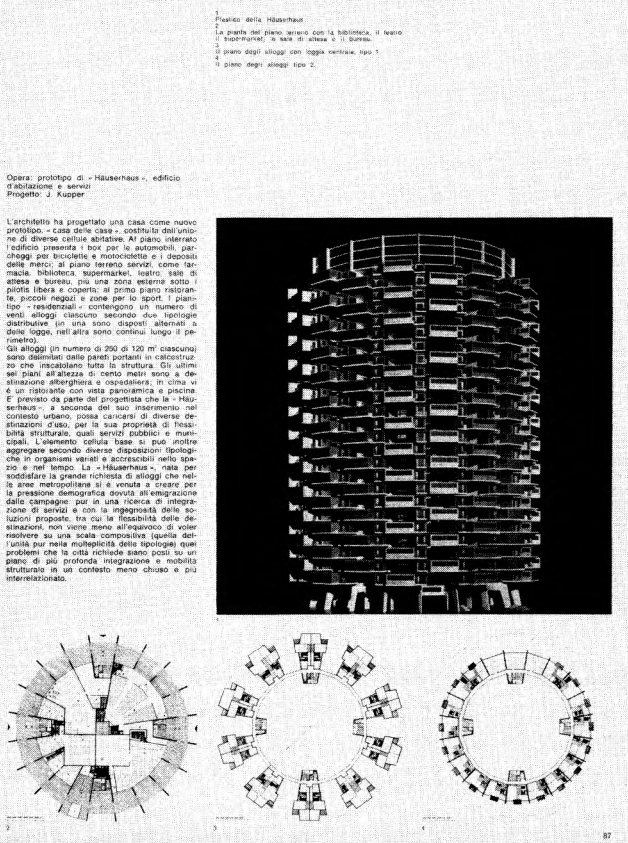 1
Plastico della Häuserhaus
2
La pianta del piano terreno con la biblioteca, il teatro
il supermarket, le sale di attesa e il bureau.
3
Il piano degli alloggi con loggia centrale, tipo 1
4
Il piano degli alloggi tipo 2.
Opera: prototipo di « Häuserhaus », edificio
d'abitazione e servizi
Progetto: J. Kupper
L'architetto ha progettato una casa come nuovo
prototipo, « casa delle case », costituita dall'unio-
ne di diverse cellule abitative. Al piano interrato
l'edificio presenta i box per le automobili, par-
cheggi per biciclette e motociclette e i depositi
delle merci; al piano terreno servizi, come far-
macia, biblioteca, supermarket, teatro, sale di
attesa e bureau, più una zona esterna sotto i
pilotis libera e coperta; al primo piano ristoran-
te, piccoli negozi e zone per lo sport. I piani-
tipo « residenziali » contengono un numero di
venti alloggi ciascuno secondo due tipologie
distributive (in una sono disposti alternati a
delle logge, nell'altra sono continui lungo il pe-
rimetro).
Gli alloggi (in numero di 260 di 120 m² ciascuno)
sono delimitati dalle pareti portanti in calcestruz-
zo che inscatolano tutta la struttura. Gli ultimi
sei piani all'altezza di cento metri sono a de-
stinazione alberghiera e ospedaliera; in cima vi
è un ristorante con vista panoramica e piscina.
E' previsto da parte del progettista che la « Häu-
serhaus », a seconda del suo inserimento nel
contesto urbano, possa caricarsi di diverse de-
stinazioni d'uso, per la sua proprietà di flessi-
bilità strutturale, quali servizi pubblici e muni-
cipali. L'elemento cellula base si può inoltre
aggregare secondo diverse disposizioni tipologi-
che in organismi variati e accrescibili nello spa-
zio e nel tempo. La « Häuserhaus », nata per
soddisfare la grande richiesta di alloggi che nel-
le aree metropolitane si è venuta a creare per
la pressione demografica dovuta all'emigrazione
dalle campagne, pur in una ricerca di integra-
zione di servizi e con la ingegnosità delle so-
luzioni proposte, tra cui la flessibilità delle de-
stinazioni, non viene meno all'equivoco di voler
risolvere su una scala compositiva (quella del-
l'unità pur nella molteplicità delle tipologie) quei
problemi che la città richiede siano posti su un
piano di più profonda integrazione e mobilità
strutturale in un contesto meno chiuso e più
interrelazionato.
1
2
3
4
87